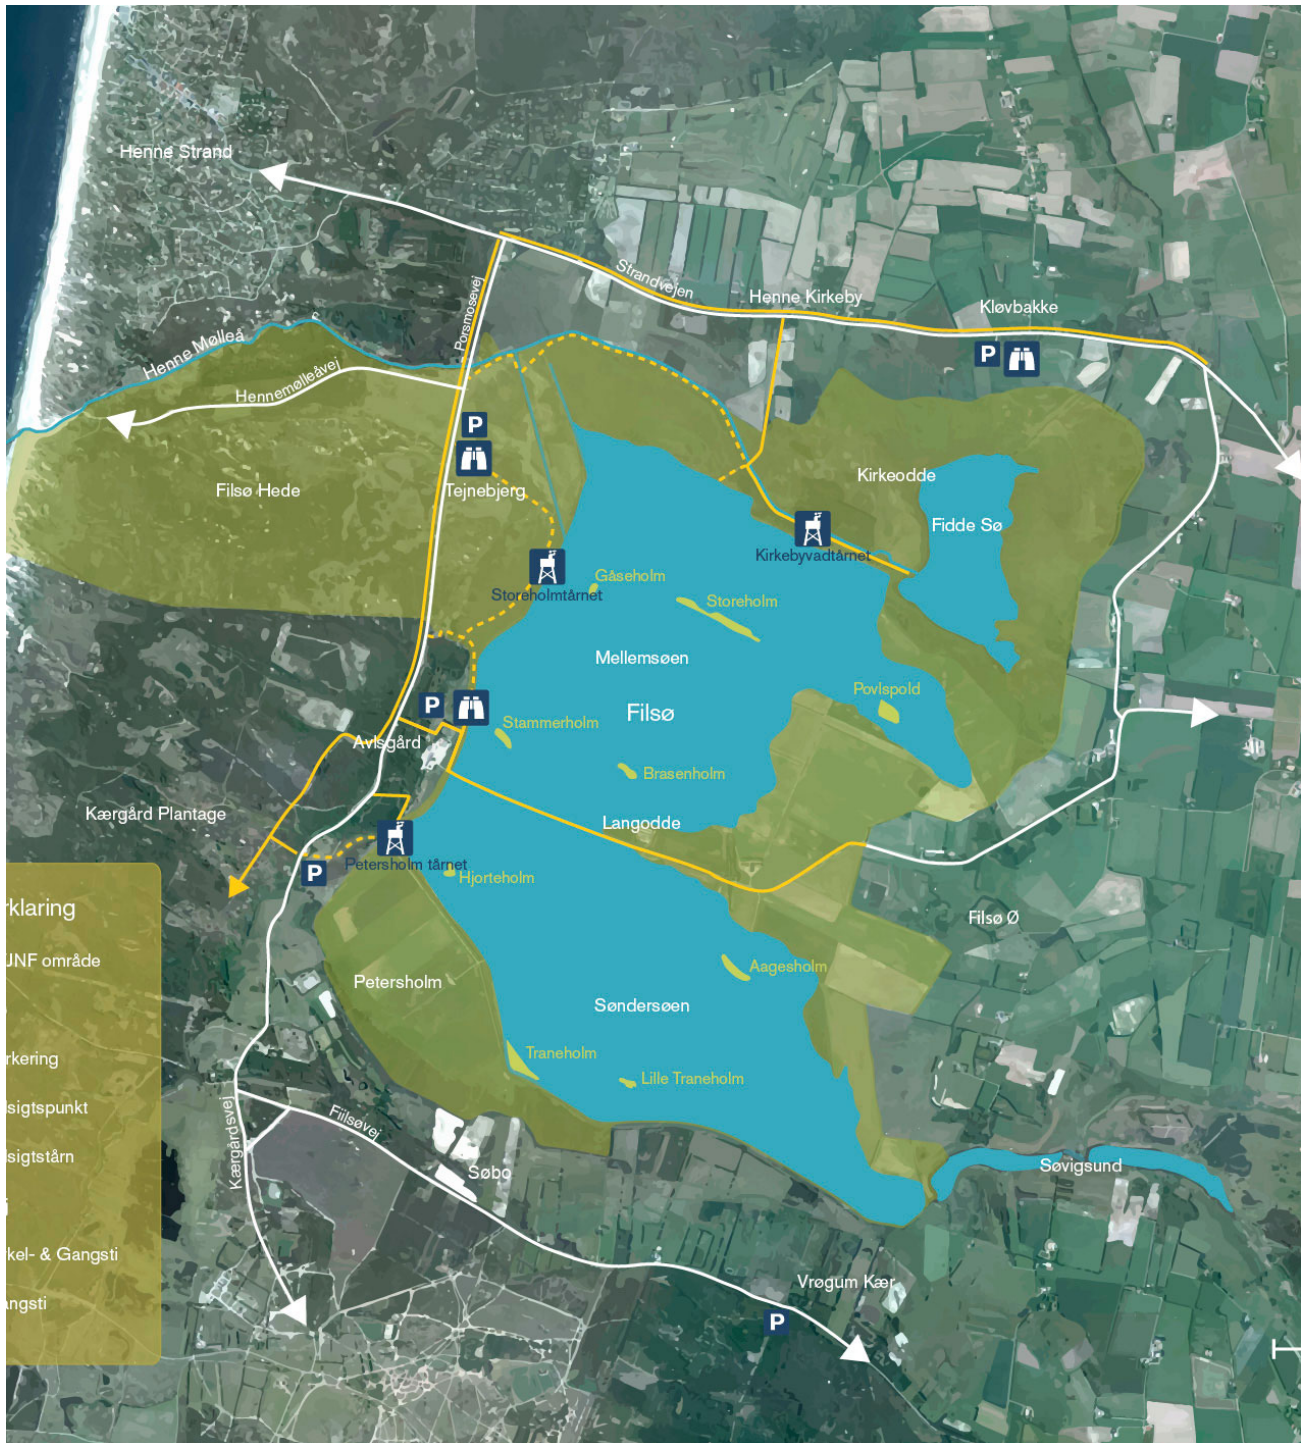 Henne Strand
Strandvejen
Henne Kirkeby
Kløvbakke
Porsmosevej
Henne Mølleå
Hennemølleåvej
P
P
Filsø Hede
Tejnebjerg
Kirkeodde
Fidde Sø
Kirkebyvadtårnet
Storeholmtårnet
Gåseholm
Storeholm
Mellemsøen
Povlspold
P
Filsø
Stammerholm
Avlsgård
Brasenholm
Kærgård Plantage
Langodde
Petersholm tårnet
P
Hjorteholm
rklaring
JNF område
rkering
sigtspunkt
sigtstårn
kel- & Gangsti
angsti
Filsø Ø
Petersholm
Aagesholm
Søndersøen
Traneholm
Lille Traneholm
Kærgårdsvej
Fiilsøvej
Søbo
Søvigsund
Vrøgum Kær
P